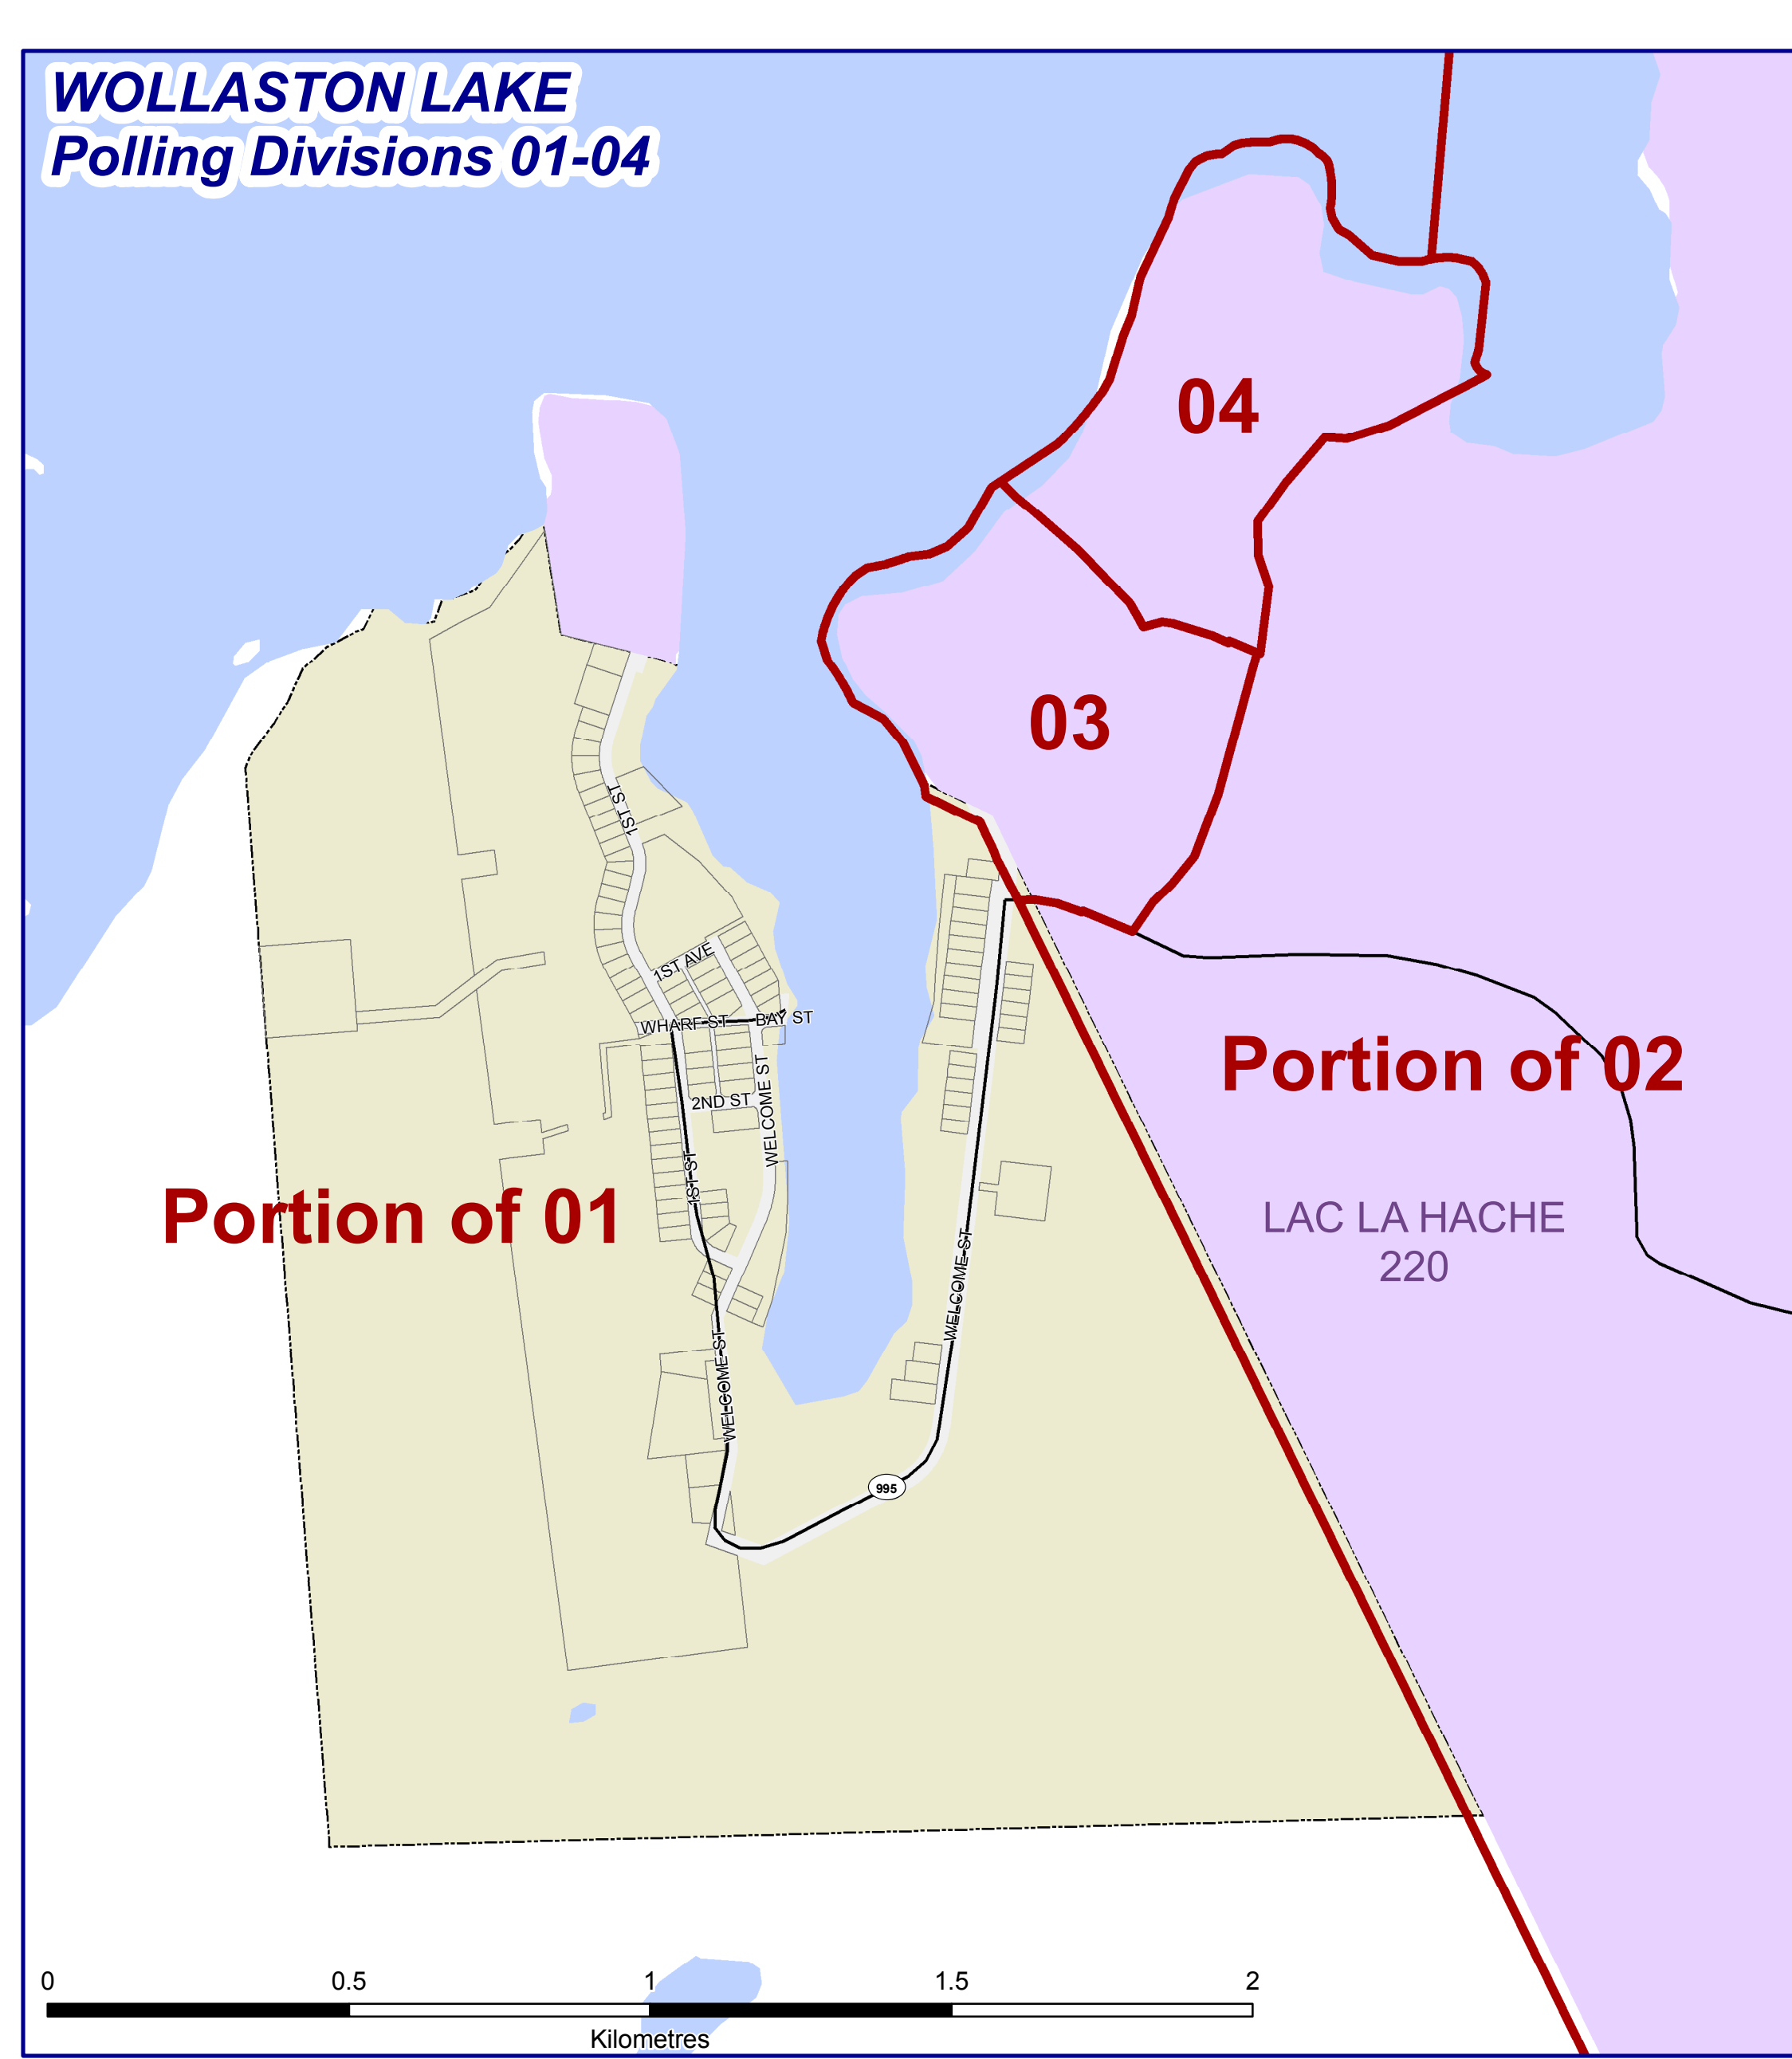 WOLLASTON LAKE
Polling Divisions 01-04
04
03
1ST ST
1ST AVE
WHARF ST
BAY ST
WELCOME ST
2ND ST
1ST ST
Portion of 02
Portion of 01
LAC LA HACHE
220
WELCOME ST
WELCOME ST
995
0 0.5 1 1.5 2
Kilometres